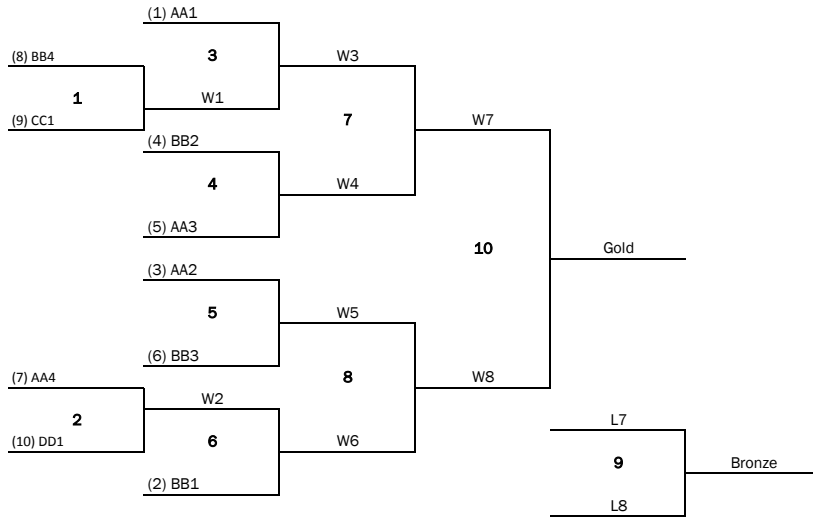 (1) AA1
3
W3
(8) BB4
1
W1
7
W7
(9) CC1
(4) BB2
4
W4
(5) AA3
10
Gold
(3) AA2
5
W5
(6) BB3
8
W8
(7) AA4
W2
2
6
W6
L7
(10) DD1
9
Bronze
(2) BB1
L8